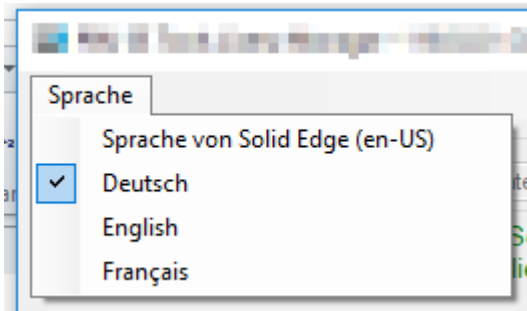 Sprache
Sprache von Solid Edge (en-US)
Deutsch
English
Français